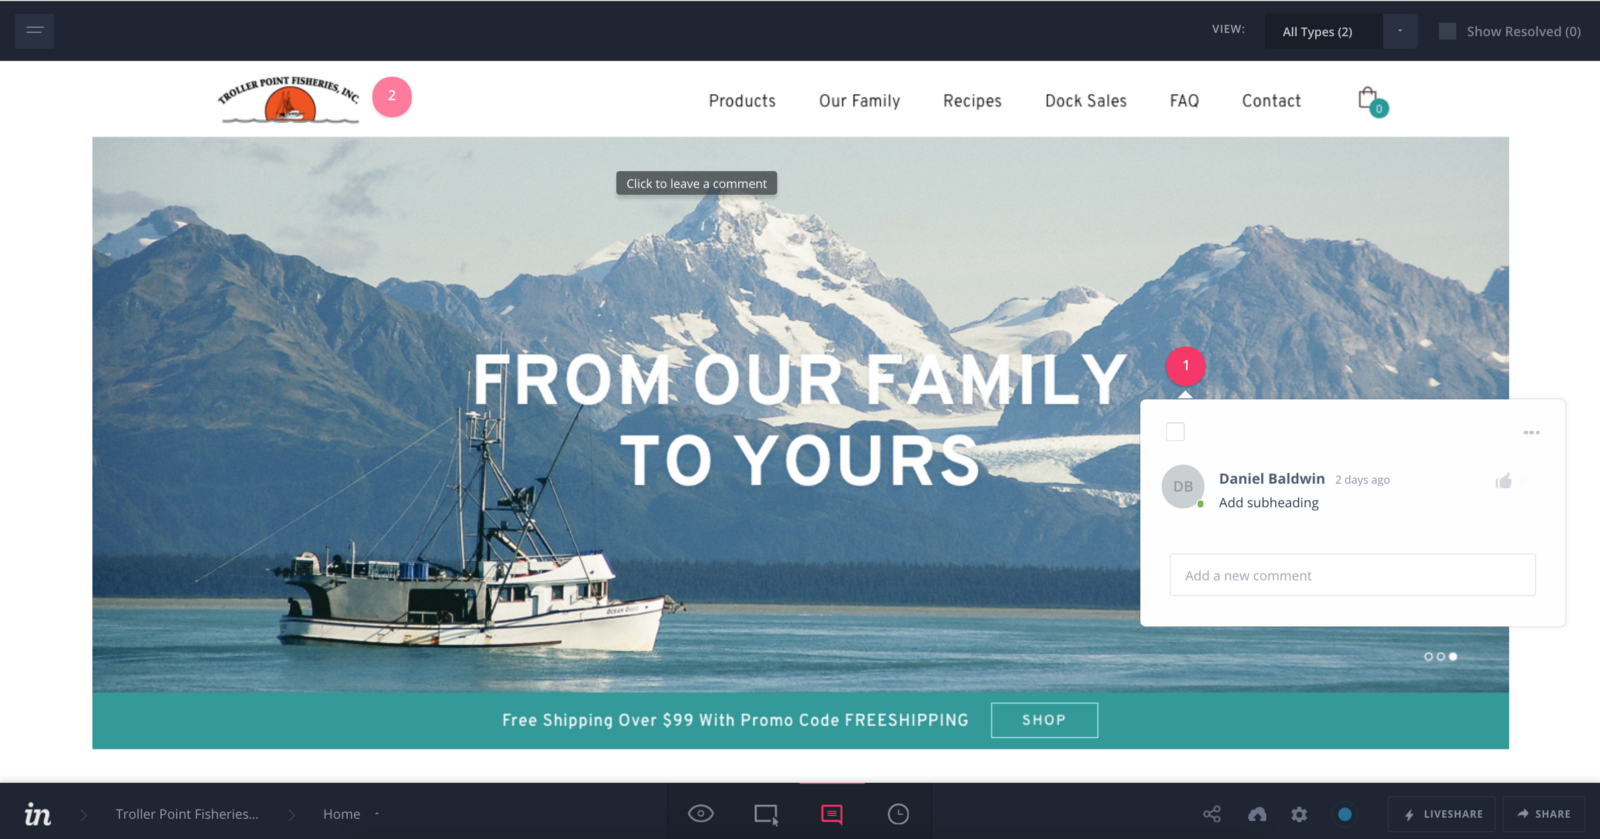 VIEW:
All Types (2)
Show Resolved (0)
TROLLER POINT FISHERIES, INC.
2
Products
Our Family
Recipes
Dock Sales
FAQ
Contact
0
Click to leave a comment
FROM OUR FAMILY
TO YOURS
1
DB
Daniel Baldwin 2 days ago
Add subheading
Add a new comment
Free Shipping Over $99 With Promo Code FREESHIPPING
SHOP
in
Troller Point Fisheries...
Home
LIVESHARE
SHARE